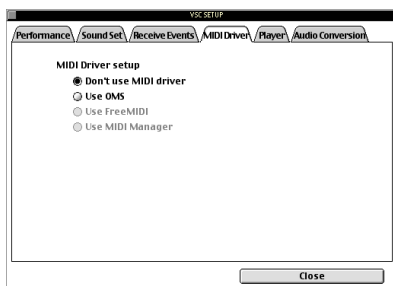 VSC SETUP
Performance Sound Set Receive Events MIDI Driver Player Audio Conversion
MIDI Driver setup
Don't use MIDI driver
Use OMS
Use FreeMIDI
Use MIDI Manager
Close